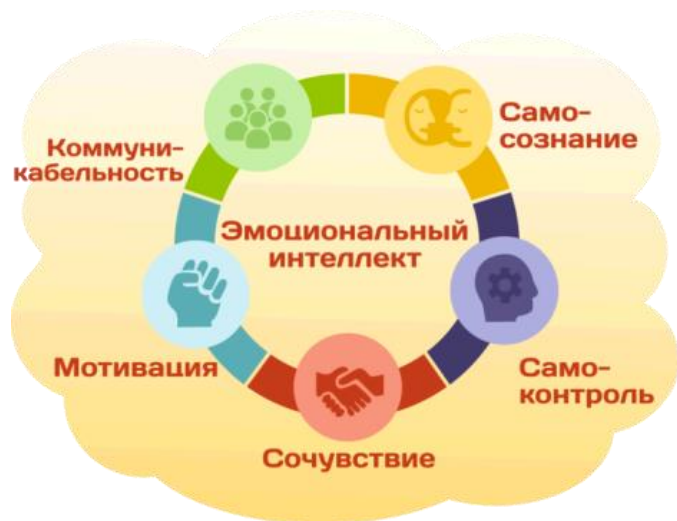 Само-
сознание
Коммуни-
кабельность
Эмоциональный
интеллект
Мотивация
Само-
контроль
Сочувствие